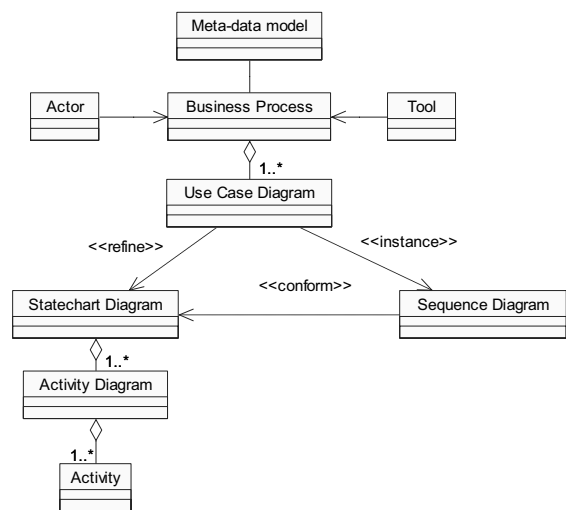 Meta-data model
Actor
Business Process
Tool
1..*
Use Case Diagram
<<refine>>
<<instance>>
<<conform>>
Statechart Diagram
Sequence Diagram
1..*
Activity Diagram
1..*
Activity